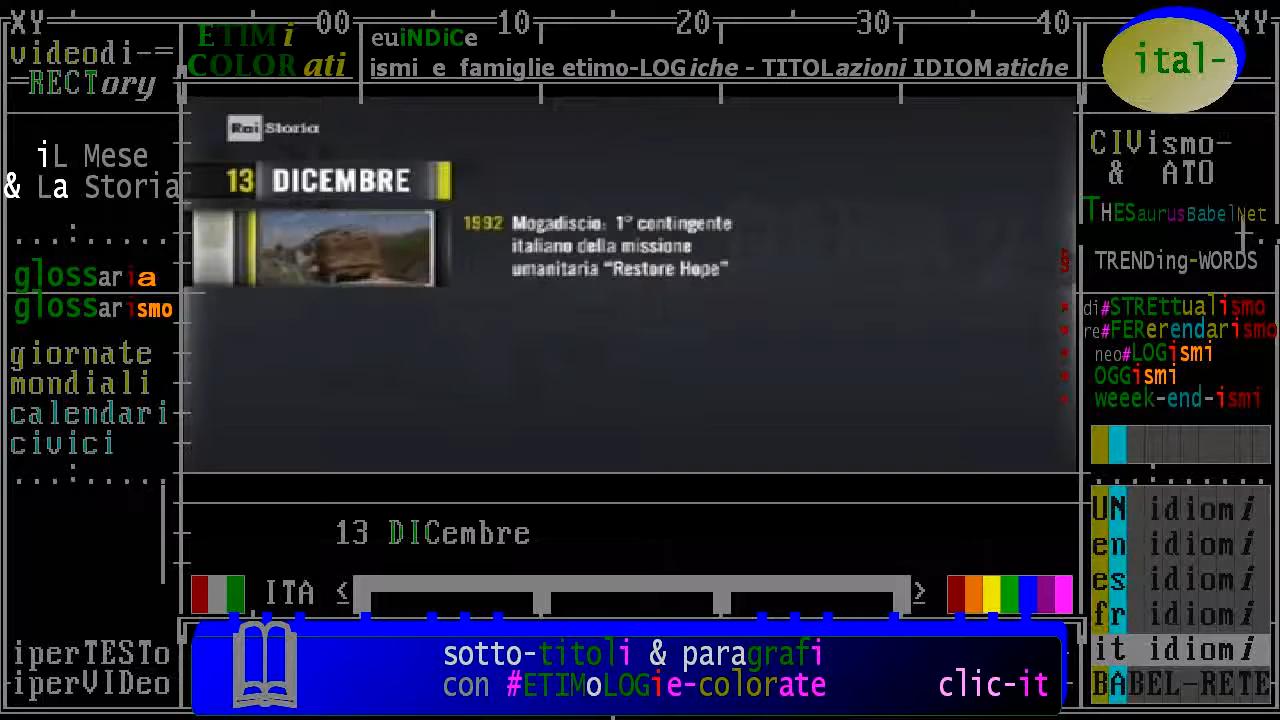 XY 00 10 20 30 40 XY
videodi-=
=RECTory
ETIMi
COLORati
euiNDiCe
ismi e famiglie etimo-LOGiche - TITOLazioni IDIOMatiche
ital-
iL Mese
& La Storia
...:.....
glossaria
glossarismo
giornate
mondiali
calendari
civici
...:.....
iperTESTo
iperVIDeo
Rai Storia
13 DICEMBRE
1992 Mogadiscio: 1° contingente
italiano della missione
umanitaria "Restore Hope"
13 DICembre
ITA < >
sotto-titoli & paragrafi
con #ETIMoLOGie-colorate
clic-it
CIVismo-
& ATO
THESaurusBabelNet
TRENDing-WORDS
di#STREttualismo
re#FERerendarismo
neo#LOGismi
OGGismi
weeek-end-ismi
UN idiomi
en idiomi
es idiomi
fr idiomi
it idiomi
BABEL-RETE